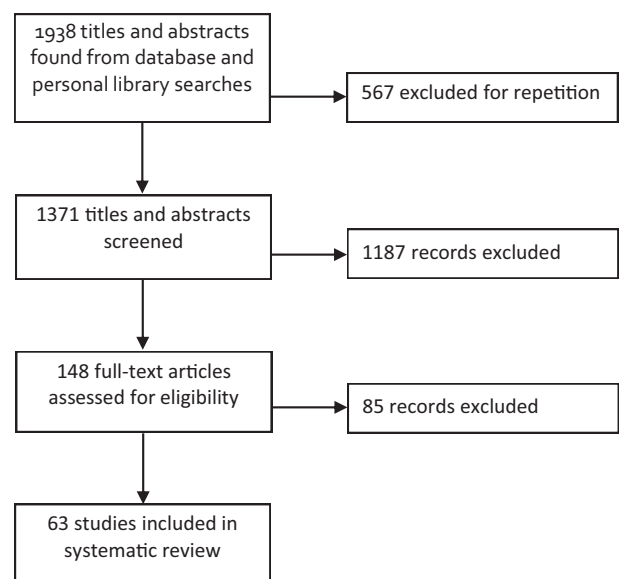 1938 titles and abstracts
found from database and
personal library searches
567 excluded for repetition
1371 titles and abstracts
screened
1187 records excluded
148 full-text articles
assessed for eligibility
85 records excluded
63 studies included in
systematic review